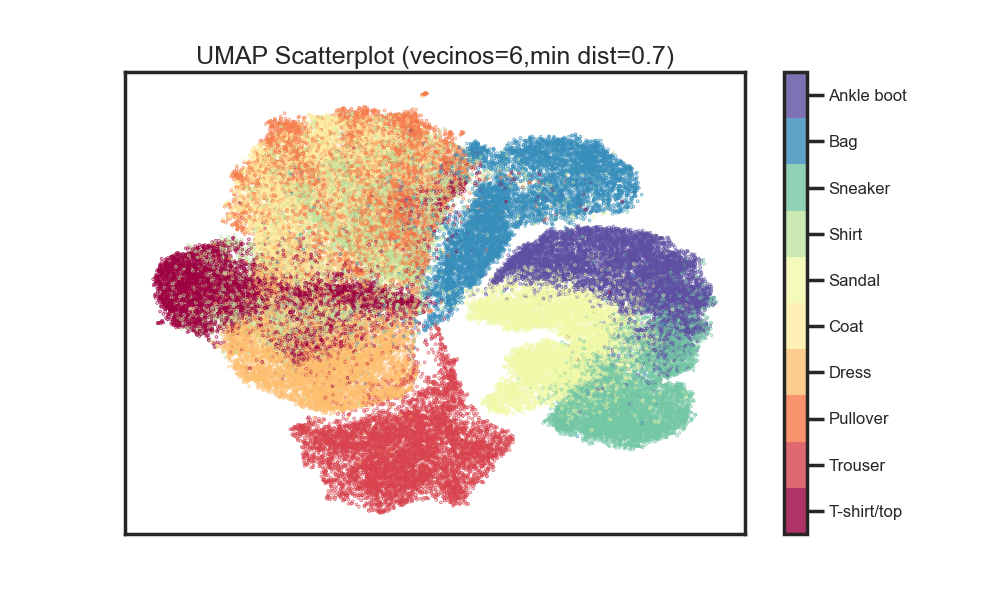 UMAP Scatterplot (vecinos=6,min dist=0.7)
Ankle boot
Bag
Sneaker
Shirt
Sandal
Coat
Dress
Pullover
Trouser
T-shirt/top